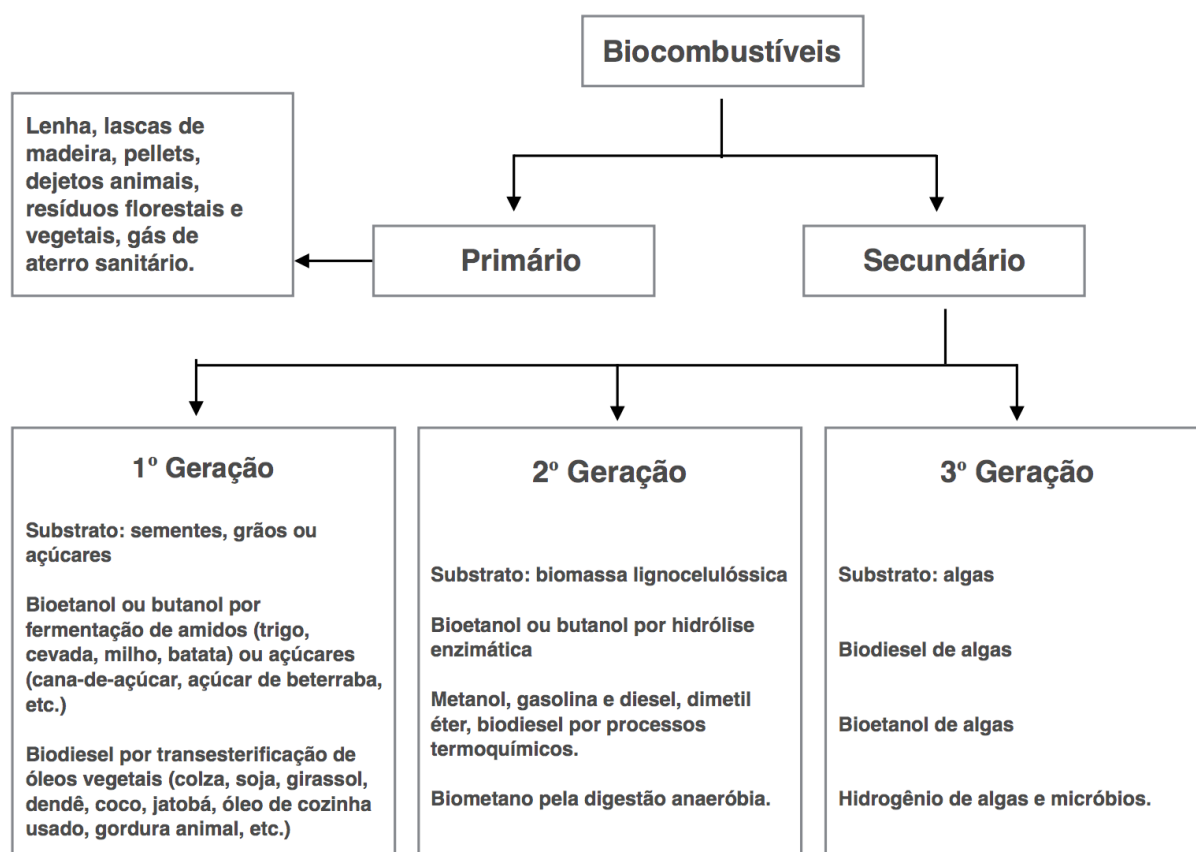 Biocombustíveis
Lenha, lascas de
madeira, pellets,
dejetos animais,
resíduos florestais e
vegetais, gás de
aterro sanitário.
Primário
Secundário
1º Geração
Substrato: sementes, grãos ou
açúcares
Bioetanol ou butanol por
fermentação de amidos (trigo,
cevada, milho, batata) ou açúcares
(cana-de-açúcar, açúcar de beterraba,
etc.)
Biodiesel por transesterificação de
óleos vegetais (colza, soja, girassol,
dendê, coco, jatobá, óleo de cozinha
usado, gordura animal, etc.)
2º Geração
Substrato: biomassa lignocelulóssica
Bioetanol ou butanol por hidrólise
enzimática
Metanol, gasolina e diesel, dimetil
éter, biodiesel por processos
termoquímicos.
Biometano pela digestão anaeróbia.
3º Geração
Substrato: algas
Biodiesel de algas
Bioetanol de algas
Hidrogênio de algas e micróbios.